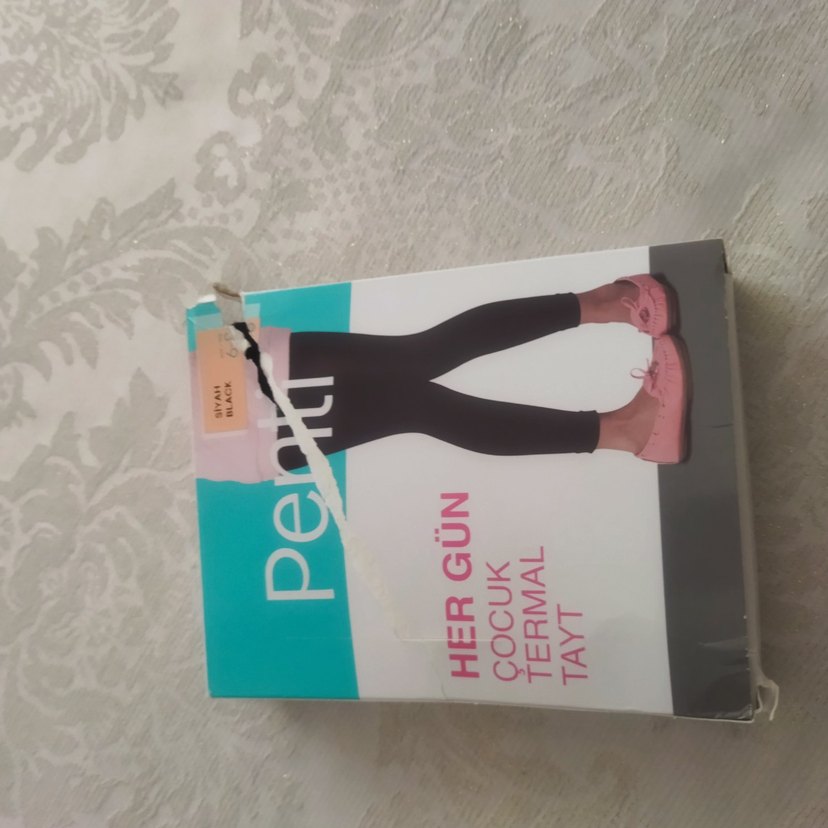 SİYAH
BLACK
Penti
HER GÜN
ÇOCUK
TERMAL
TAYT